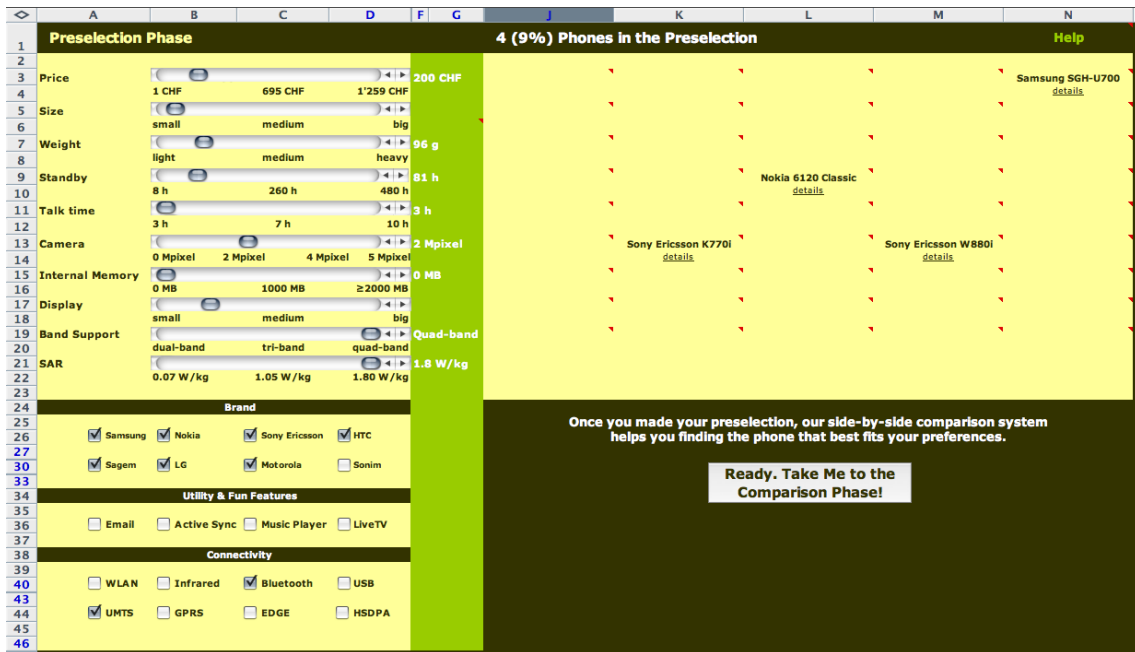 A B C D F G J K L M N
1 Preselection Phase 4 (9%) Phones in the Preselection Help
2
3 Price 200 CHF Samsung SGH-U700
4 1 CHF 695 CHF 1'259 CHF details
5 Size
6 small medium big
7 Weight 96 g
8 light medium heavy
9 Standby 81 h Nokia 6120 Classic
10 8 h 260 h 480 h details
11 Talk time 3 h
12 3 h 7 h 10 h
13 Camera 2 Mpixel Sony Ericsson K770i Sony Ericsson W880i
14 0 Mpixel 2 Mpixel 4 Mpixel 5 Mpixel details details
15 Internal Memory 0 MB
16 0 MB 1000 MB ≥2000 MB
17 Display
18 small medium big
19 Band Support Quad-band
20 dual-band tri-band quad-band
21 SAR 1.8 W/kg
22 0.07 W/kg 1.05 W/kg 1.80 W/kg
23
24 Brand
25 Once you made your preselection, our side-by-side comparison system
26 Samsung Nokia Sony Ericsson HTC helps you finding the phone that best fits your preferences.
27
30 Sagem LG Motorola Sonim Ready. Take Me to the
33 Comparison Phase!
34 Utility & Fun Features
35
36 Email Active Sync Music Player LiveTV
37
38 Connectivity
39
40 WLAN Infrared Bluetooth USB
43
44 UMTS GPRS EDGE HSDPA
45
46